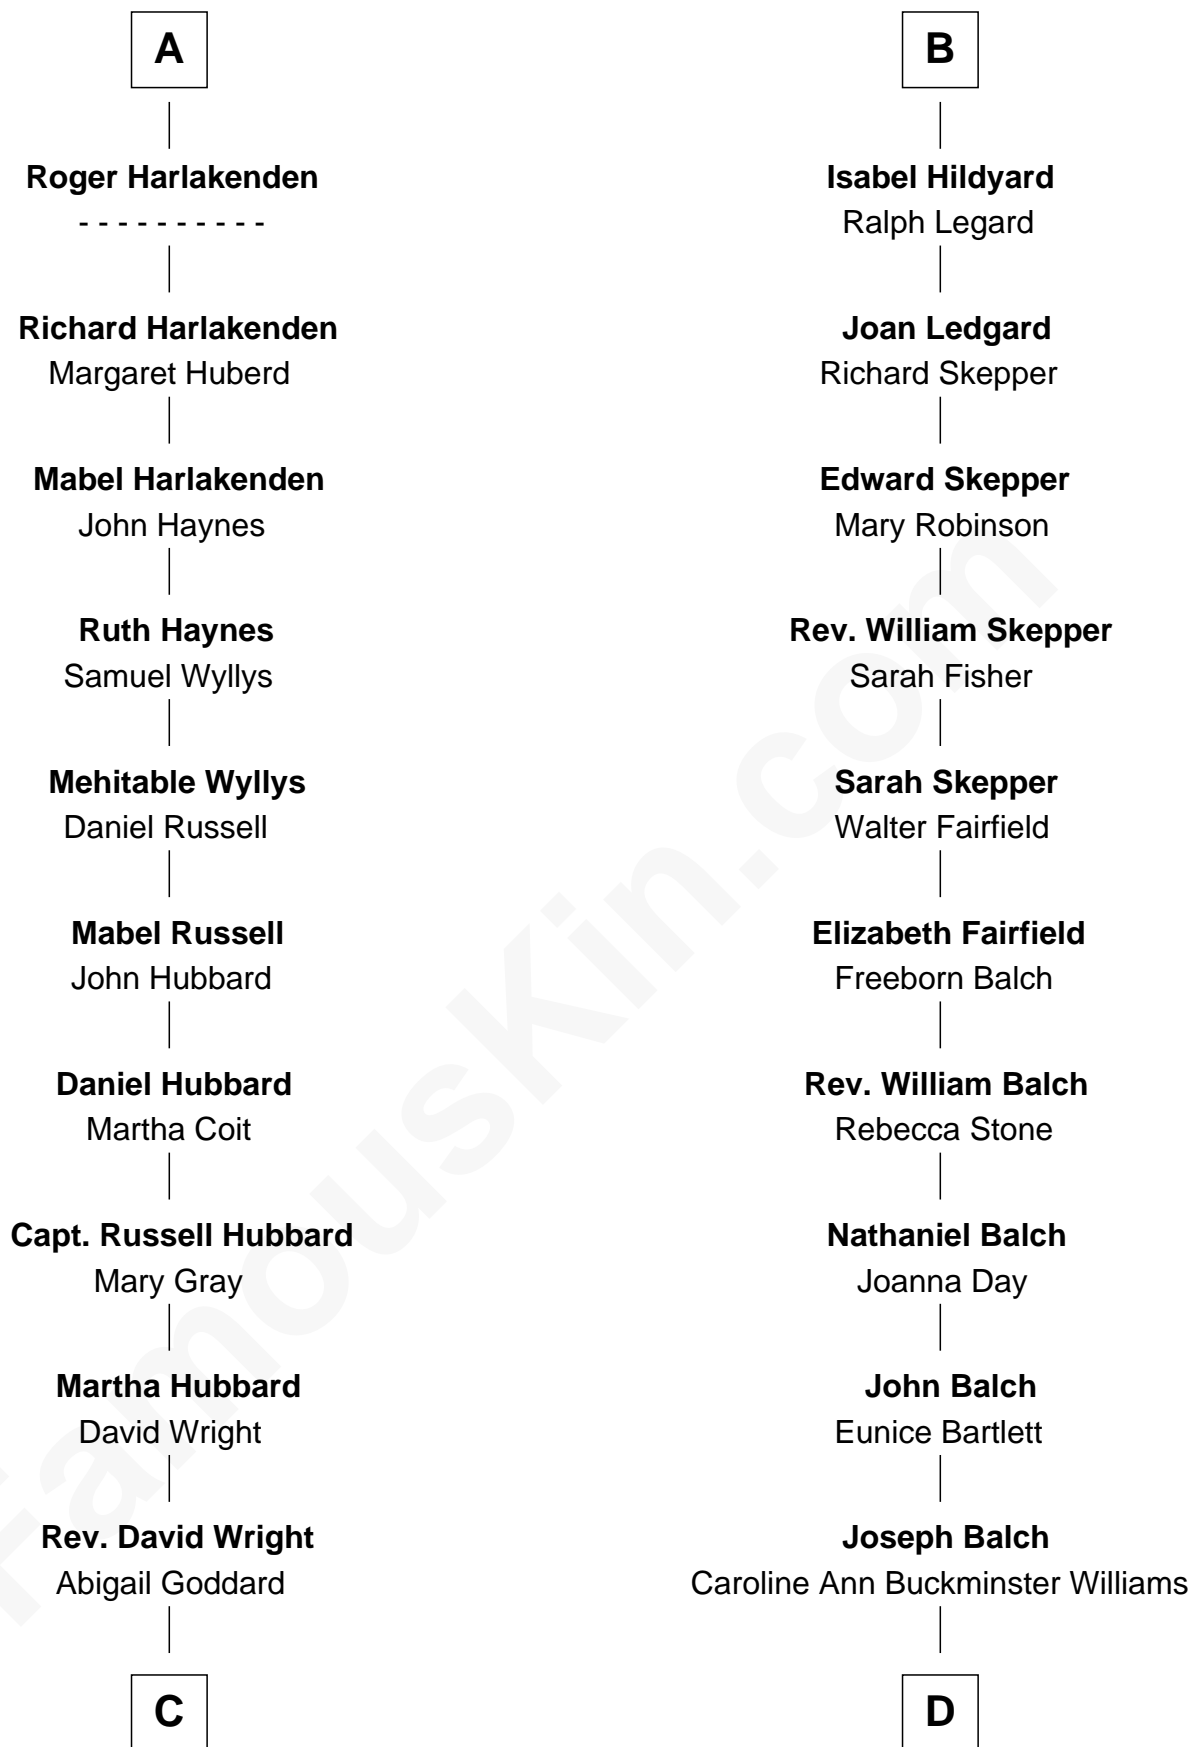 A
Roger Harlakenden
- - - - - - - - - -
Richard Harlakenden
Margaret Huberd
Mabel Harlakenden
John Haynes
Ruth Haynes
Samuel Wyllys
Mehitable Wyllys
Daniel Russell
Mabel Russell
John Hubbard
Daniel Hubbard
Martha Coit
Capt. Russell Hubbard
Mary Gray
Martha Hubbard
David Wright
Rev. David Wright
Abigail Goddard
C
B
Isabel Hildyard
Ralph Legard
Joan Ledgard
Richard Skepper
Edward Skepper
Mary Robinson
Rev. William Skepper
Sarah Fisher
Sarah Skepper
Walter Fairfield
Elizabeth Fairfield
Freeborn Balch
Rev. William Balch
Rebecca Stone
Nathaniel Balch
Joanna Day
John Balch
Eunice Bartlett
Joseph Balch
Caroline Ann Buckminster Williams
D
FamousKin.com